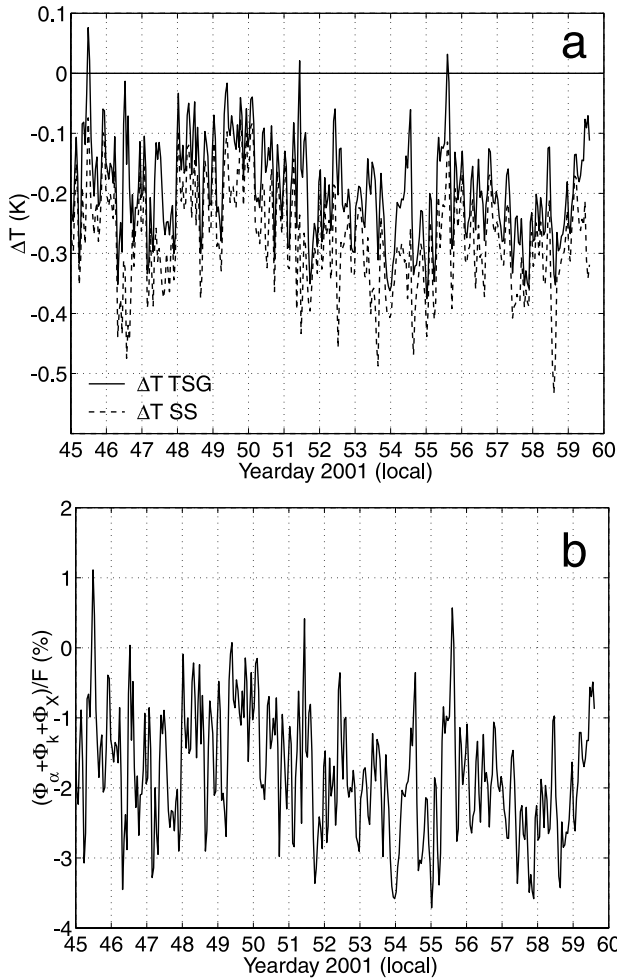 0.1
a
0
-0.1
-0.2
ΔT (K)
-0.3
-0.4
-0.5
ΔT TSG
ΔT SS
45 46 47 48 49 50 51 52 53 54 55 56 57 58 59 60
Yearday 2001 (local)
2
b
1
0
(Φα+Φk+ΦX)/F (%)
-1
-2
-3
-4
45 46 47 48 49 50 51 52 53 54 55 56 57 58 59 60
Yearday 2001 (local)